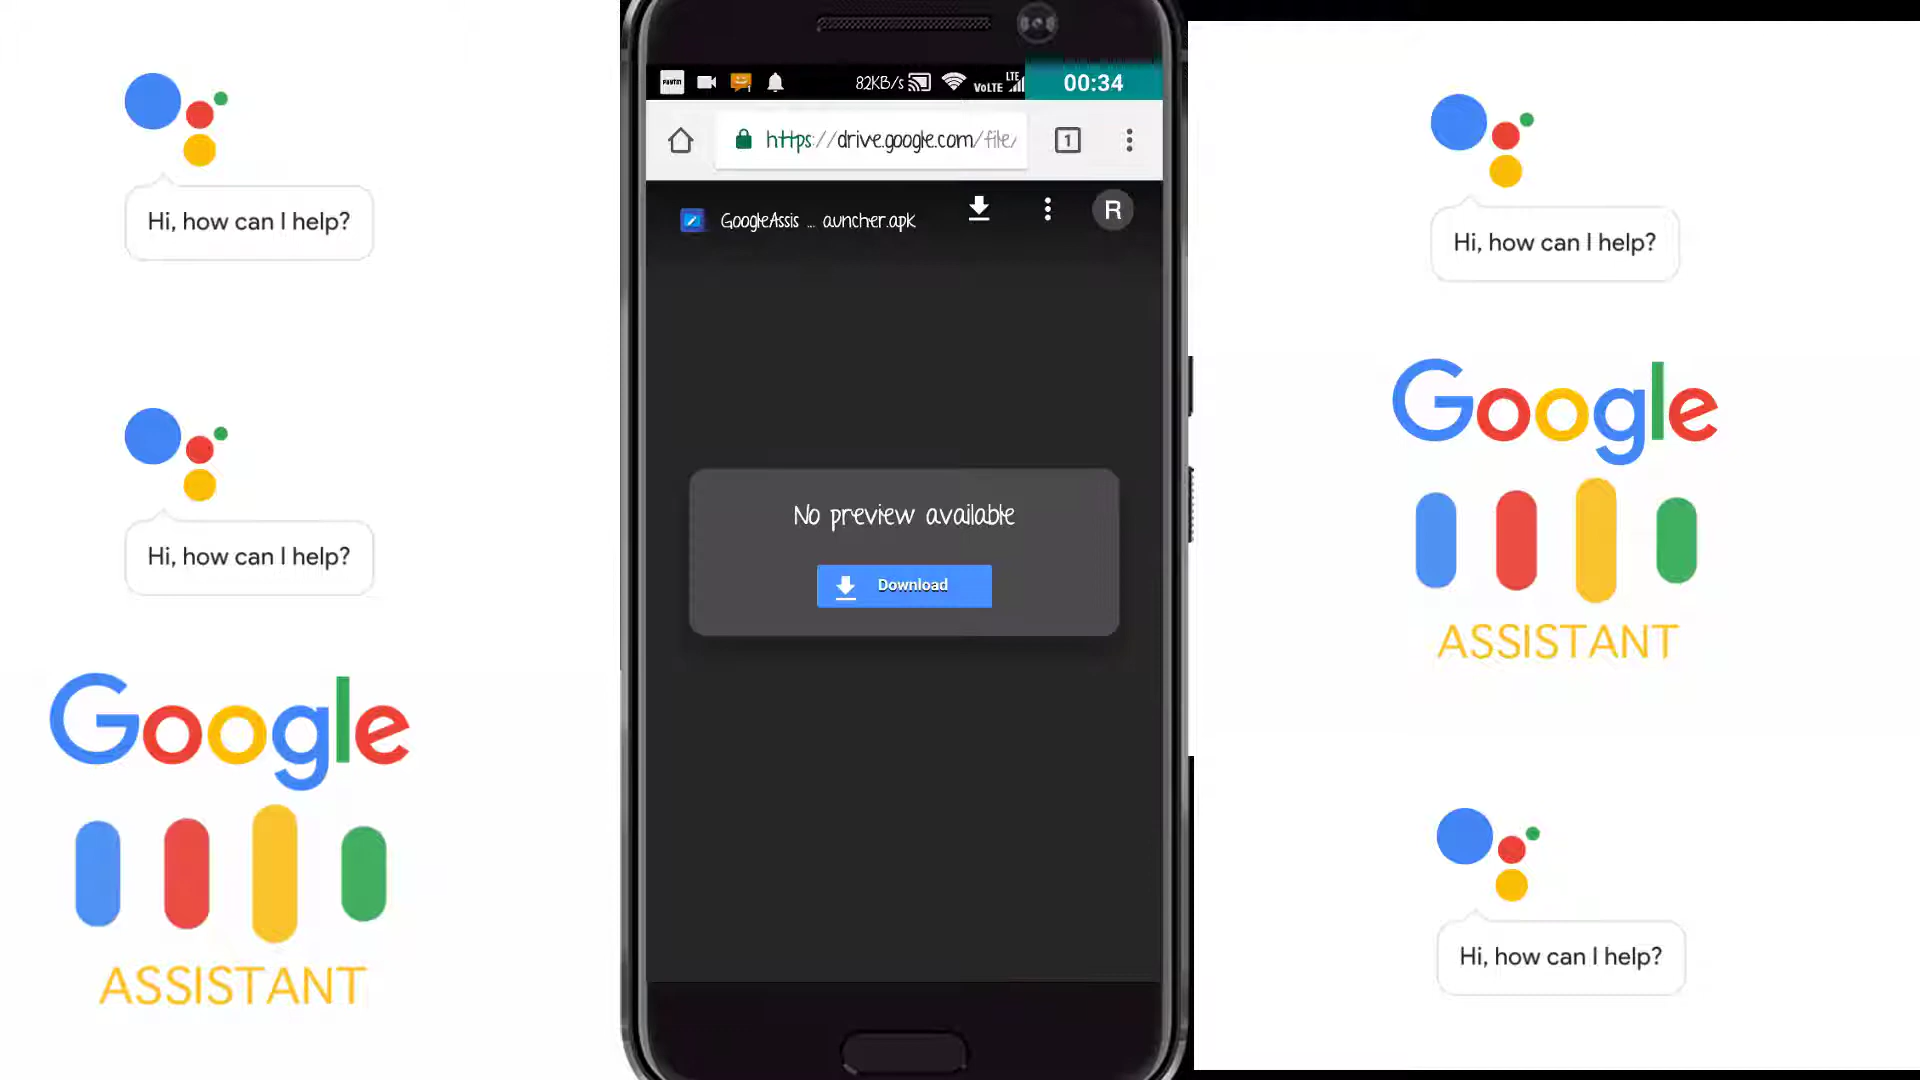 Hi, how can I help?
Hi, how can I help?
Google
ASSISTANT
82KB/s
VoLTE
LTE
00:34
https://drive.google.com/file/
1
GoogleAssis ... auncher.apk
R
No preview available
Download
Hi, how can I help?
Google
ASSISTANT
Hi, how can I help?